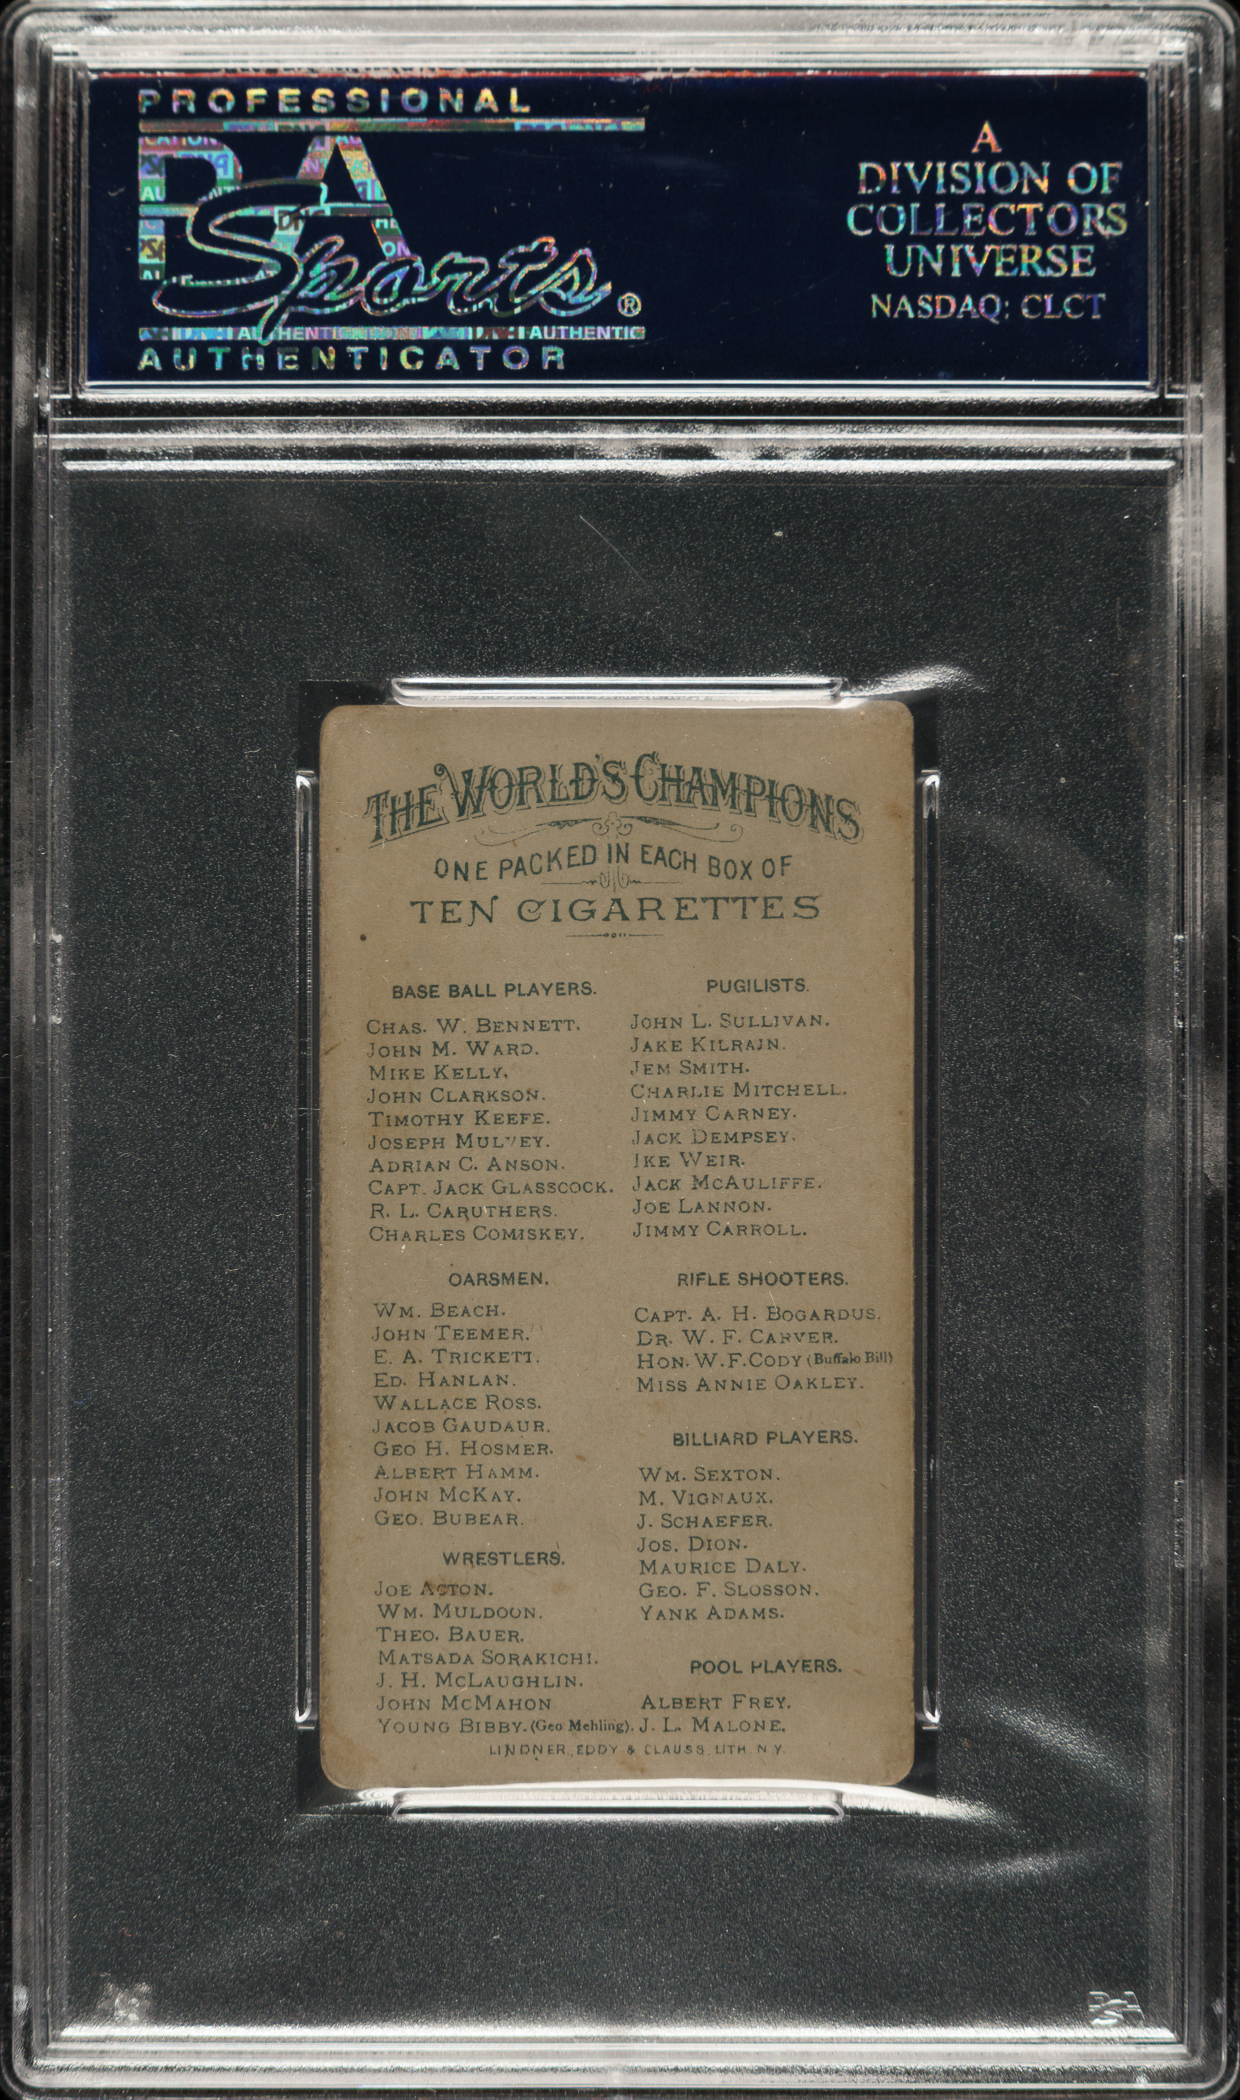 PROFESSIONAL
PSA
Sports®
AUTHENTICATOR
A
DIVISION OF
COLLECTORS
UNIVERSE
NASDAQ: CLCT
THE WORLD'S CHAMPIONS
ONE PACKED IN EACH BOX OF
TEN CIGARETTES
BASE BALL PLAYERS.
CHAS. W. BENNETT.
JOHN M. WARD.
MIKE KELLY.
JOHN CLARKSON.
TIMOTHY KEEFE.
JOSEPH MULVEY.
ADRIAN C. ANSON.
CAPT. JACK GLASSCOCK.
R. L. CARUTHERS.
CHARLES COMISKEY.
OARSMEN.
WM. BEACH.
JOHN TEEMER.
E. A. TRICKETT.
ED. HANLAN.
WALLACE ROSS.
JACOB GAUDAUR.
GEO H. HOSMER.
ALBERT HAMM.
JOHN MCKAY.
GEO. BUBEAR.
WRESTLERS.
JOE ACTON.
WM. MULDOON.
THEO. BAUER.
MATSADA SORAKICHI.
J. H. MCLAUGHLIN.
JOHN MCMAHON
YOUNG BIBBY. (Geo Mehling).
PUGILISTS.
JOHN L. SULLIVAN.
JAKE KILRAIN.
JEM SMITH.
CHARLIE MITCHELL.
JIMMY CARNEY.
JACK DEMPSEY.
IKE WEIR.
JACK MCAULIFFE.
JOE LANNON.
JIMMY CARROLL.
RIFLE SHOOTERS.
CAPT. A. H. BOGARDUS.
DR. W. F. CARVER.
HON. W. F. CODY (Buffalo Bill)
MISS ANNIE OAKLEY.
BILLIARD PLAYERS.
WM. SEXTON.
M. VIGNAUX.
J. SCHAEFER.
JOS. DION.
MAURICE DALY.
GEO. F. SLOSSON.
YANK ADAMS.
POOL PLAYERS.
ALBERT FREY.
J. L. MALONE.
LINDNER, EDDY & CLAUSS, LITH. N.Y.
PSA